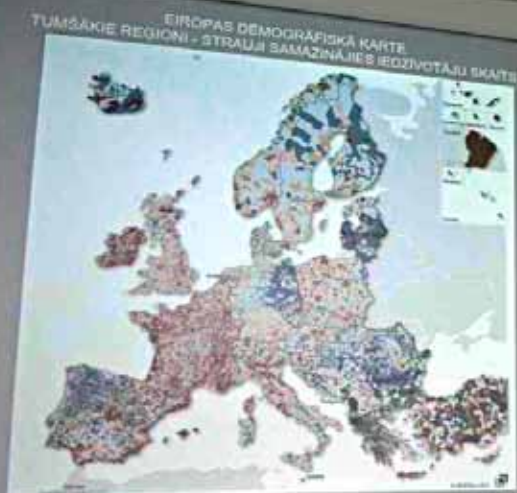 EIROPAS DEMOGRĀFISKĀ KARTE
TUMŠĀKIE REĢIONI - STRAUJI SAMAZINĀJIES IEDZĪVOTĀJU SKAITS